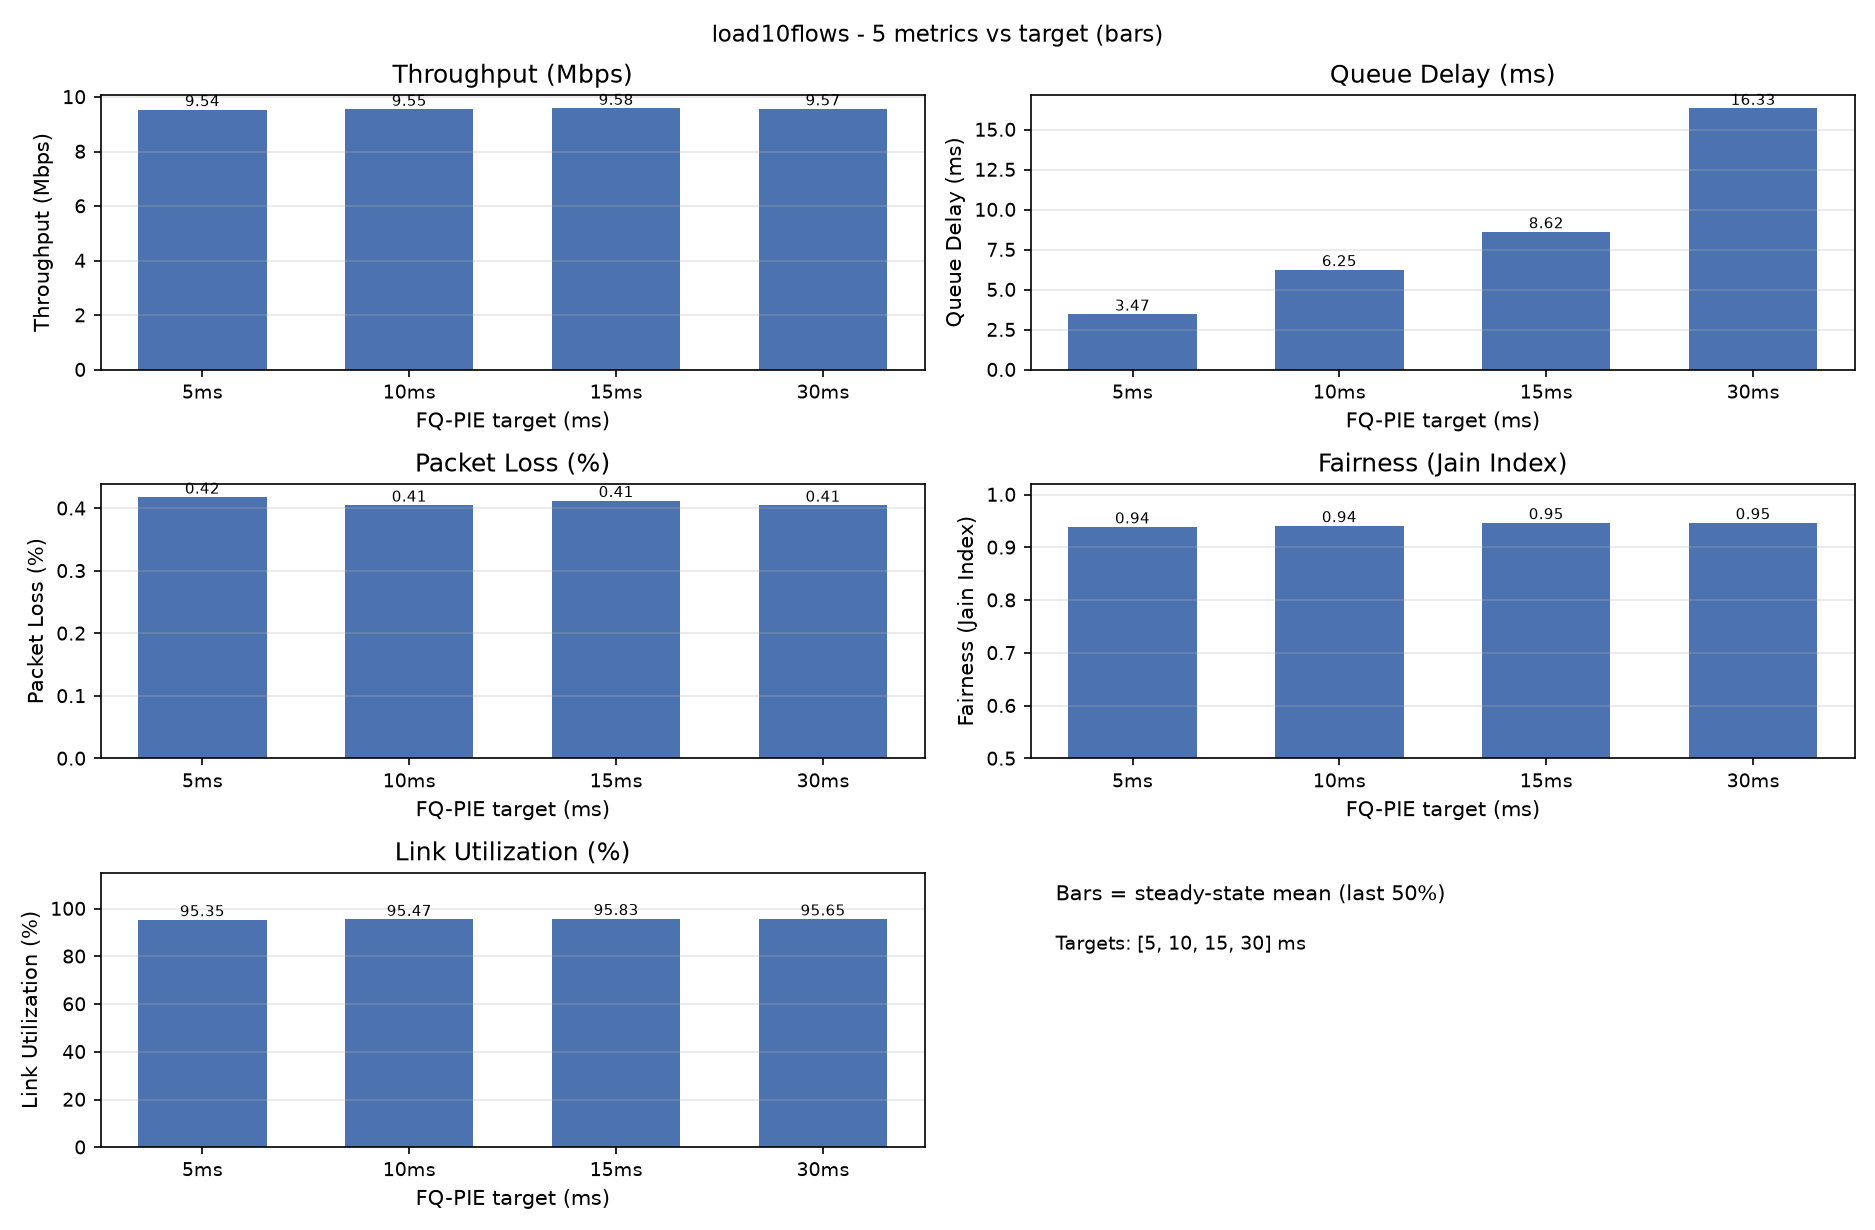 load10flows - 5 metrics vs target (bars)
Throughput (Mbps)
Throughput (Mbps)
10
8
6
4
2
0
9.54
9.55
9.58
9.57
5ms
10ms
15ms
30ms
FQ-PIE target (ms)
Queue Delay (ms)
Queue Delay (ms)
15.0
12.5
10.0
7.5
5.0
2.5
0.0
3.47
6.25
8.62
16.33
5ms
10ms
15ms
30ms
FQ-PIE target (ms)
Packet Loss (%)
Packet Loss (%)
0.4
0.3
0.2
0.1
0.0
0.42
0.41
0.41
0.41
5ms
10ms
15ms
30ms
FQ-PIE target (ms)
Fairness (Jain Index)
Fairness (Jain Index)
1.0
0.9
0.8
0.7
0.6
0.5
0.94
0.94
0.95
0.95
5ms
10ms
15ms
30ms
FQ-PIE target (ms)
Link Utilization (%)
Link Utilization (%)
100
80
60
40
20
0
95.35
95.47
95.83
95.65
5ms
10ms
15ms
30ms
FQ-PIE target (ms)
Bars = steady-state mean (last 50%)
Targets: [5, 10, 15, 30] ms